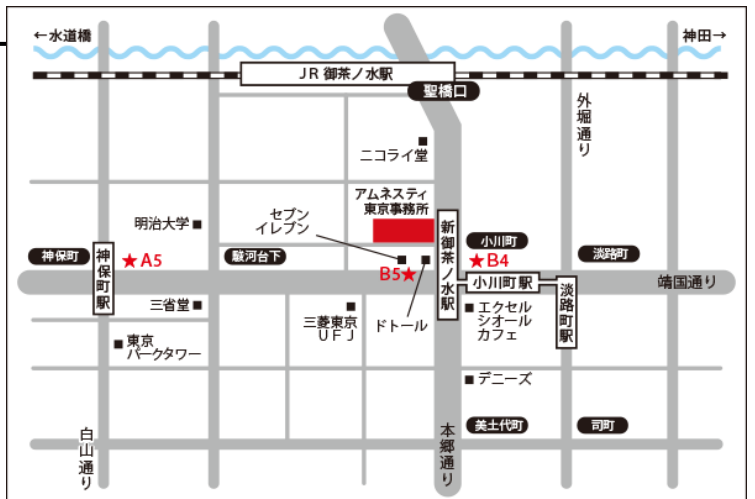 ←水道橋
神田→
JR 御茶ノ水駅
聖橋口
外堀通り
ニコライ堂
アムネスティ
東京事務所
セブン
イレブン
明治大学
新御茶ノ水駅
小川町
神保町
神保町駅
★A5
駿河台下
B5★
★B4
淡路町
小川町駅
靖国通り
淡路町駅
三省堂
三菱東京
UFJ
ドトール
エクセル
シオール
カフェ
東京
パークタワー
デニーズ
白山通り
本郷通り
美土代町
司町